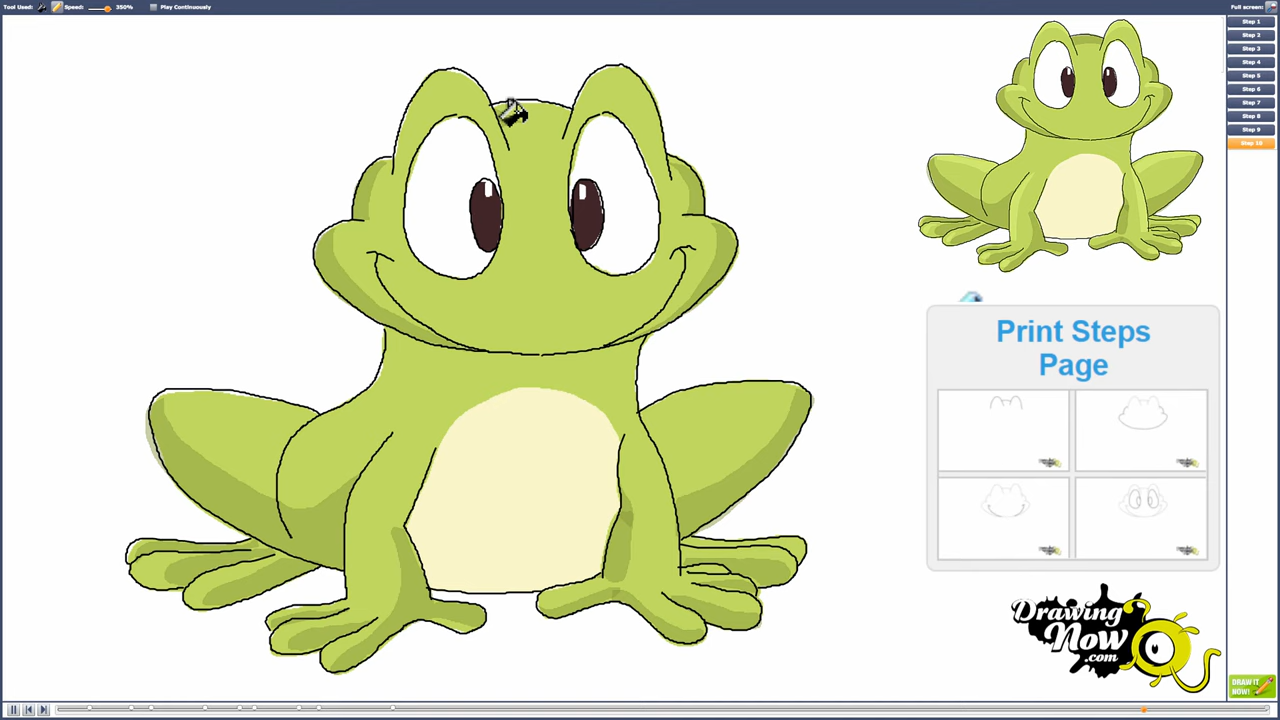 Tool Used:
Speed:
350%
Play Continuously
Full screen:
Step 1
Step 2
Step 3
Step 4
Step 5
Step 6
Step 7
Step 8
Step 9
Step 10
Print Steps
Page
Drawing
Now
.com
DRAW IT
NOW!